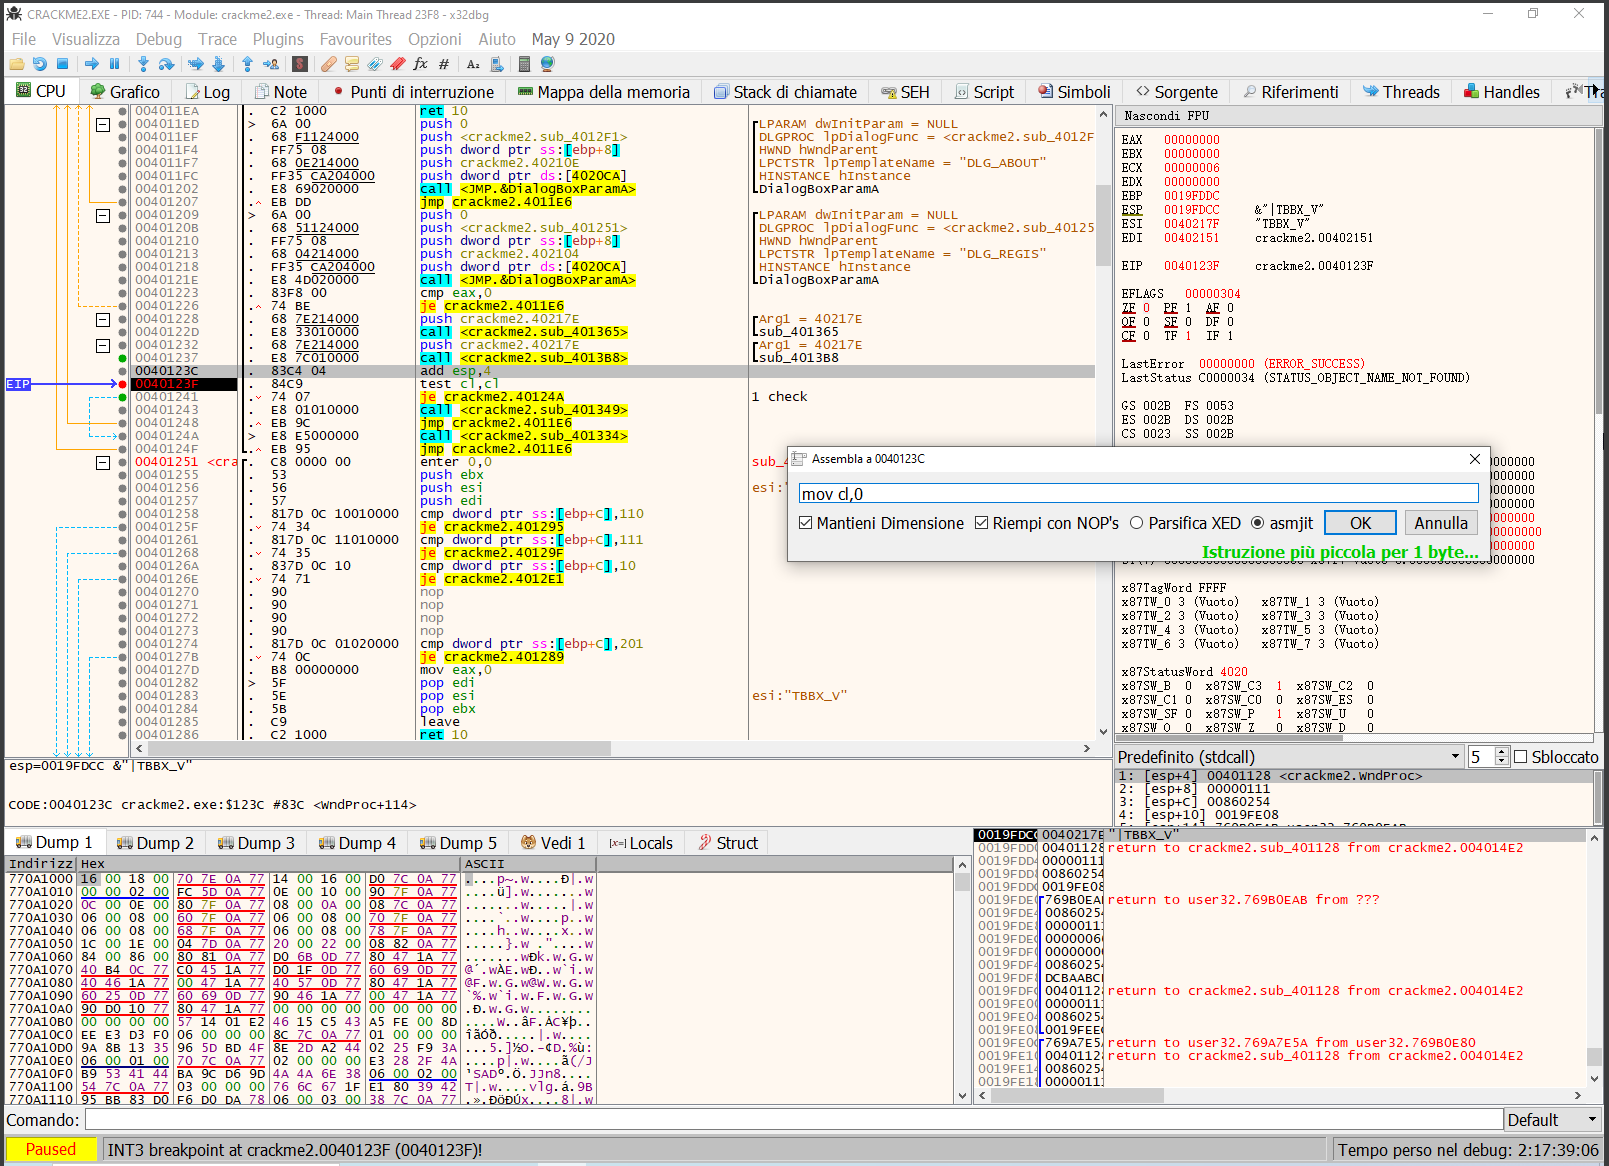 CRACKME2.EXE - PID: 744 - Module: crackme2.exe - Thread: Main Thread 23F8 - x32dbg
File Visualizza Debug Trace Plugins Favourites Opzioni Aiuto May 9 2020
CPU Grafico Log Note Punti di interruzione Mappa della memoria Stack di chiamate SEH Script Simboli Sorgente Riferimenti Threads Handles
004011EA . C2 1000 ret 10
004011ED > 6A 00 push 0 LPARAM dwInitParam = NULL
004011EF . 68 F1124000 push <crackme2.sub_4012F1> DLGPROC lpDialogFunc = <crackme2.sub_4012F
004011F4 . FF75 08 push dword ptr ss:[ebp+8] HWND hWndParent
004011F7 . 68 0E214000 push crackme2.40210E LPCTSTR lpTemplateName = "DLG_ABOUT"
004011FC . FF35 CA204000 push dword ptr ds:[4020CA] HINSTANCE hInstance
00401202 . E8 69020000 call <JMP.&DialogBoxParamA> DialogBoxParamA
00401207 .^ EB DD jmp crackme2.4011E6
00401209 > 6A 00 push 0 LPARAM dwInitParam = NULL
0040120B . 68 51124000 push <crackme2.sub_401251> DLGPROC lpDialogFunc = <crackme2.sub_40125
00401210 . FF75 08 push dword ptr ss:[ebp+8] HWND hWndParent
00401213 . 68 04214000 push crackme2.402104 LPCTSTR lpTemplateName = "DLG_REGIS"
00401218 . FF35 CA204000 push dword ptr ds:[4020CA] HINSTANCE hInstance
0040121E . E8 4D020000 call <JMP.&DialogBoxParamA> DialogBoxParamA
00401223 . 83F8 00 cmp eax,0
00401226 .^ 74 BE je crackme2.4011E6
00401228 . 68 7E214000 push crackme2.40217E Arg1 = 40217E
0040122D . E8 33010000 call <crackme2.sub_401365> sub_401365
00401232 . 68 7E214000 push crackme2.40217E Arg1 = 40217E
00401237 . E8 7C010000 call <crackme2.sub_4013B8> sub_4013B8
0040123C . 83C4 04 add esp,4
EIP 0040123F . 84C9 test cl,cl
00401241 . 74 07 je crackme2.40124A 1 check
00401243 . E8 01010000 call <crackme2.sub_401349>
00401248 .^ EB 9C jmp crackme2.4011E6
0040124A > E8 E5000000 call <crackme2.sub_401334>
0040124F .^ EB 95 jmp crackme2.4011E6
00401251 <cra . C8 0000 00 enter 0,0 sub_4
00401255 . 53 push ebx
00401256 . 56 push esi esi:"
00401257 . 57 push edi
00401258 . 817D 0C 10010000 cmp dword ptr ss:[ebp+C],110
0040125F . 74 34 je crackme2.401295
00401261 . 817D 0C 11010000 cmp dword ptr ss:[ebp+C],111
00401268 . 74 35 je crackme2.40129F
0040126A . 837D 0C 10 cmp dword ptr ss:[ebp+C],10
0040126E . 74 71 je crackme2.4012E1
00401270 . 90 nop
00401271 . 90 nop
00401272 . 90 nop
00401273 . 90 nop
00401274 . 817D 0C 01020000 cmp dword ptr ss:[ebp+C],201
0040127B . 74 0C je crackme2.401289
0040127D . B8 00000000 mov eax,0
00401282 > 5F pop edi
00401283 . 5E pop esi esi:"TBBX_V"
00401284 . 5B pop ebx
00401285 . C9 leave
00401286 . C2 1000 ret 10
Nascondi FPU
EAX 00000000
EBX 00000000
ECX 00000006
EDX 00000000
EBP 0019FDDC
ESP 0019FDCC &"|TBBX_V"
ESI 0040217F "TBBX_V"
EDI 00402151 crackme2.00402151
EIP 0040123F crackme2.0040123F
EFLAGS 00000304
ZF 0 PF 1 AF 0
OF 0 SF 0 DF 0
CF 0 TF 1 IF 1
LastError 00000000 (ERROR_SUCCESS)
LastStatus C0000034 (STATUS_OBJECT_NAME_NOT_FOUND)
GS 002B FS 0053
ES 002B DS 002B
CS 0023 SS 002B
Assembla a 0040123C
mov cl,0
Mantieni Dimensione Riempi con NOP's Parsifica XED asmjit OK Annulla
Istruzione più piccola per 1 byte...
x87TagWord FFFF
x87TW_0 3 (Vuoto) x87TW_1 3 (Vuoto)
x87TW_2 3 (Vuoto) x87TW_3 3 (Vuoto)
x87TW_4 3 (Vuoto) x87TW_5 3 (Vuoto)
x87TW_6 3 (Vuoto) x87TW_7 3 (Vuoto)
x87StatusWord 4020
x87SW_B 0 x87SW_C3 1 x87SW_C2 0
x87SW_C1 0 x87SW_C0 0 x87SW_ES 0
x87SW_SF 0 x87SW_P 1 x87SW_U 0
x87SW_O 0 x87SW_Z 0 x87SW_D 0
Predefinito (stdcall) 5 Sbloccato
1: [esp+4] 00401128 <crackme2.WndProc>
2: [esp+8] 00000111
3: [esp+C] 00860254
4: [esp+10] 0019FE08
esp=0019FDCC &"|TBBX_V"
CODE:0040123C crackme2.exe:$123C #83C <WndProc+114>
Dump 1 Dump 2 Dump 3 Dump 4 Dump 5 Vedi 1 Locals Struct
Indirizz Hex ASCII
770A1000 16 00 18 00 70 7E 0A 77 14 00 16 00 D0 7C 0A 77 ....p~.w....Ð|.w
770A1010 00 00 02 00 FC 5D 0A 77 0E 00 10 00 90 7F 0A 77 ....ü].w.......w
770A1020 0C 00 0E 00 80 7F 0A 77 08 00 0A 00 08 7C 0A 77 .......w.....|.w
770A1030 06 00 08 00 60 7F 0A 77 06 00 08 00 70 7F 0A 77 ....`..w....p..w
770A1040 06 00 08 00 68 7F 0A 77 06 00 08 00 78 7F 0A 77 ....h..w....x..w
770A1050 1C 00 1E 00 04 7D 0A 77 20 00 22 00 08 82 0A 77 .....}.w ."....w
770A1060 84 00 86 00 80 81 0A 77 D0 6B 0D 77 80 47 1A 77 .......wÐk.w.G.w
770A1070 40 B4 0C 77 C0 45 1A 77 D0 1F 0D 77 60 69 0D 77 @´.wÀE.wÐ..w`i.w
770A1080 40 46 1A 77 00 47 1A 77 40 57 0D 77 80 47 1A 77 @F.w.G.w@W.w.G.w
770A1090 60 25 0D 77 60 69 0D 77 90 46 1A 77 00 47 1A 77 `%.w`i.w.F.w.G.w
770A10A0 90 D0 10 77 80 47 1A 77 00 00 00 00 00 00 00 00 .Ð.w.G.w........
770A10B0 00 00 00 00 57 14 01 E2 46 15 C5 43 A5 FE 00 8D ....W..âF.ÅC¥þ..
770A10C0 EE E3 D3 F0 06 00 00 00 8C 7C 0A 77 01 00 00 00 îãÓð.....|.w....
770A10D0 9A 8B 13 35 96 5D BD 4F 8E 2D A2 44 02 25 F9 3A ...5.]½O.-¢D.%ù:
770A10E0 06 00 01 00 70 7C 0A 77 02 00 00 00 E3 28 2F 4A ....p|.w....ã(/J
770A10F0 B9 53 41 44 BA 9C D6 9D 4A 4A 6E 38 06 00 02 00 ¹SADº.Ö.JJn8....
770A1100 54 7C 0A 77 03 00 00 00 76 6C 67 1F E1 80 39 42 T|.w....vlg.á.9B
770A1110 95 BB 83 D0 F6 D0 DA 78 06 00 03 00 38 7C 0A 77 .».ÐöÐÚx....8|.w
0019FDCC 0040217E "|TBBX_V"
0019FDD0 00401128 return to crackme2.sub_401128 from crackme2.004014E2
0019FDD4 00000111
0019FDD8 00860254
0019FDDC 0019FE08
0019FDE0 769B0EAB return to user32.769B0EAB from ???
0019FDE4 00860254
0019FDE8 00000111
0019FDEC
0019FDF0 00000000
0019FDF4 00860254
0019FDF8 DCBAABCD
0019FDFC 00401128 return to crackme2.sub_401128 from crackme2.004014E2
0019FE00 00000111
0019FE04 00860254
0019FE08 0019FEEC
0019FE0C 769A7E5A return to user32.769A7E5A from user32.769B0E80
0019FE10 00401128 return to crackme2.sub_401128 from crackme2.004014E2
0019FE14 00860254
0019FE18 00000111
Comando: Default
Paused INT3 breakpoint at crackme2.0040123F (0040123F)! Tempo perso nel debug: 2:17:39:06